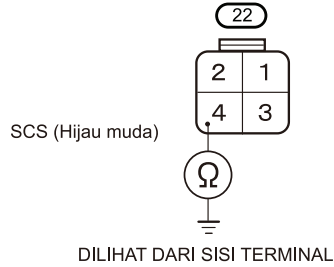 22
2 1
4 3
SCS (Hijau muda)
Ω
DILIHAT DARI SISI TERMINAL